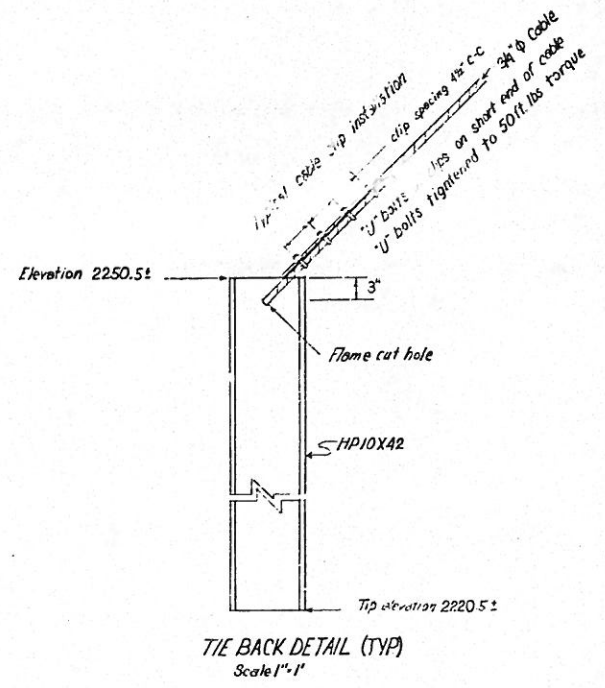 cable clip installation
clip spacing 4½" C-C
3/4" ϕ Cable
"U" bolts clips on short end of cable
"U" bolts tightened to 50 ft. lbs torque
Elevation 2250.5±
3"
Flame cut hole
HP10X42
Tip elevation 2220.5±
TIE BACK DETAIL (TYP)
Scale 1"=1'